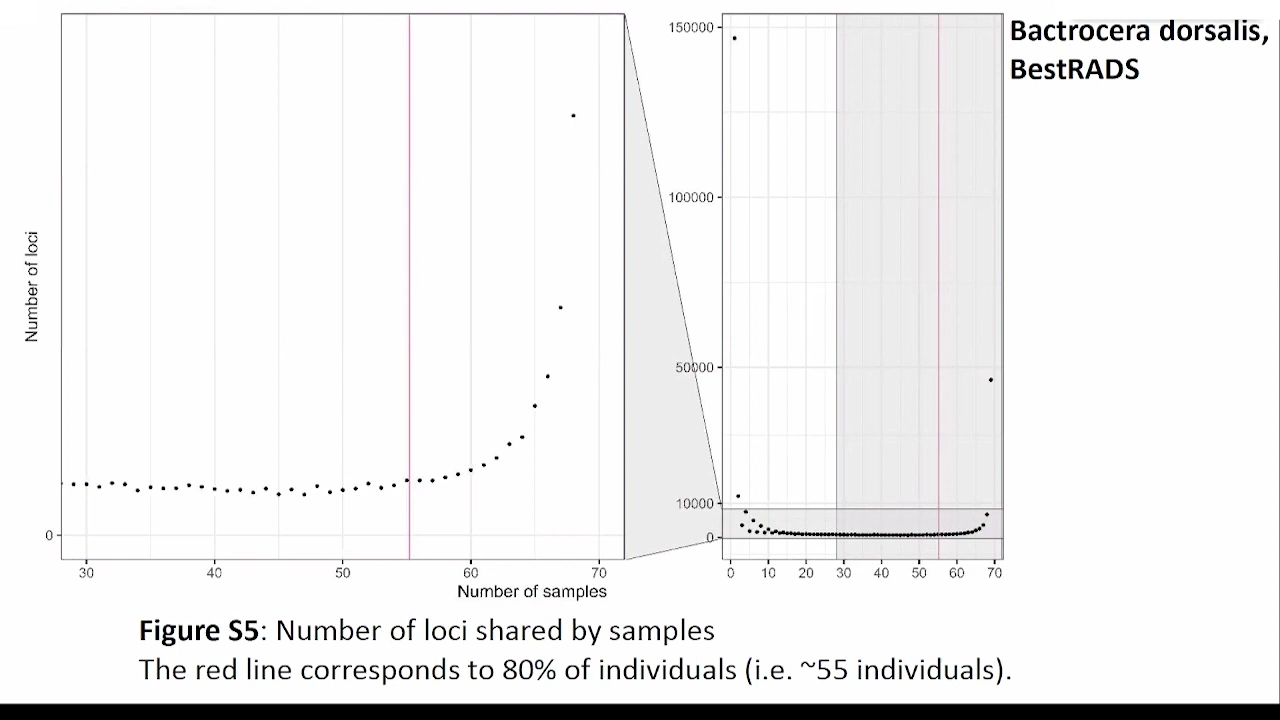 Bactrocera dorsalis,
BestRADS
Number of loci
0
30 40 50 60 70
Number of samples
150000
100000
50000
10000
0
0 10 20 30 40 50 60 70
Figure S5: Number of loci shared by samples
The red line corresponds to 80% of individuals (i.e. ~55 individuals).